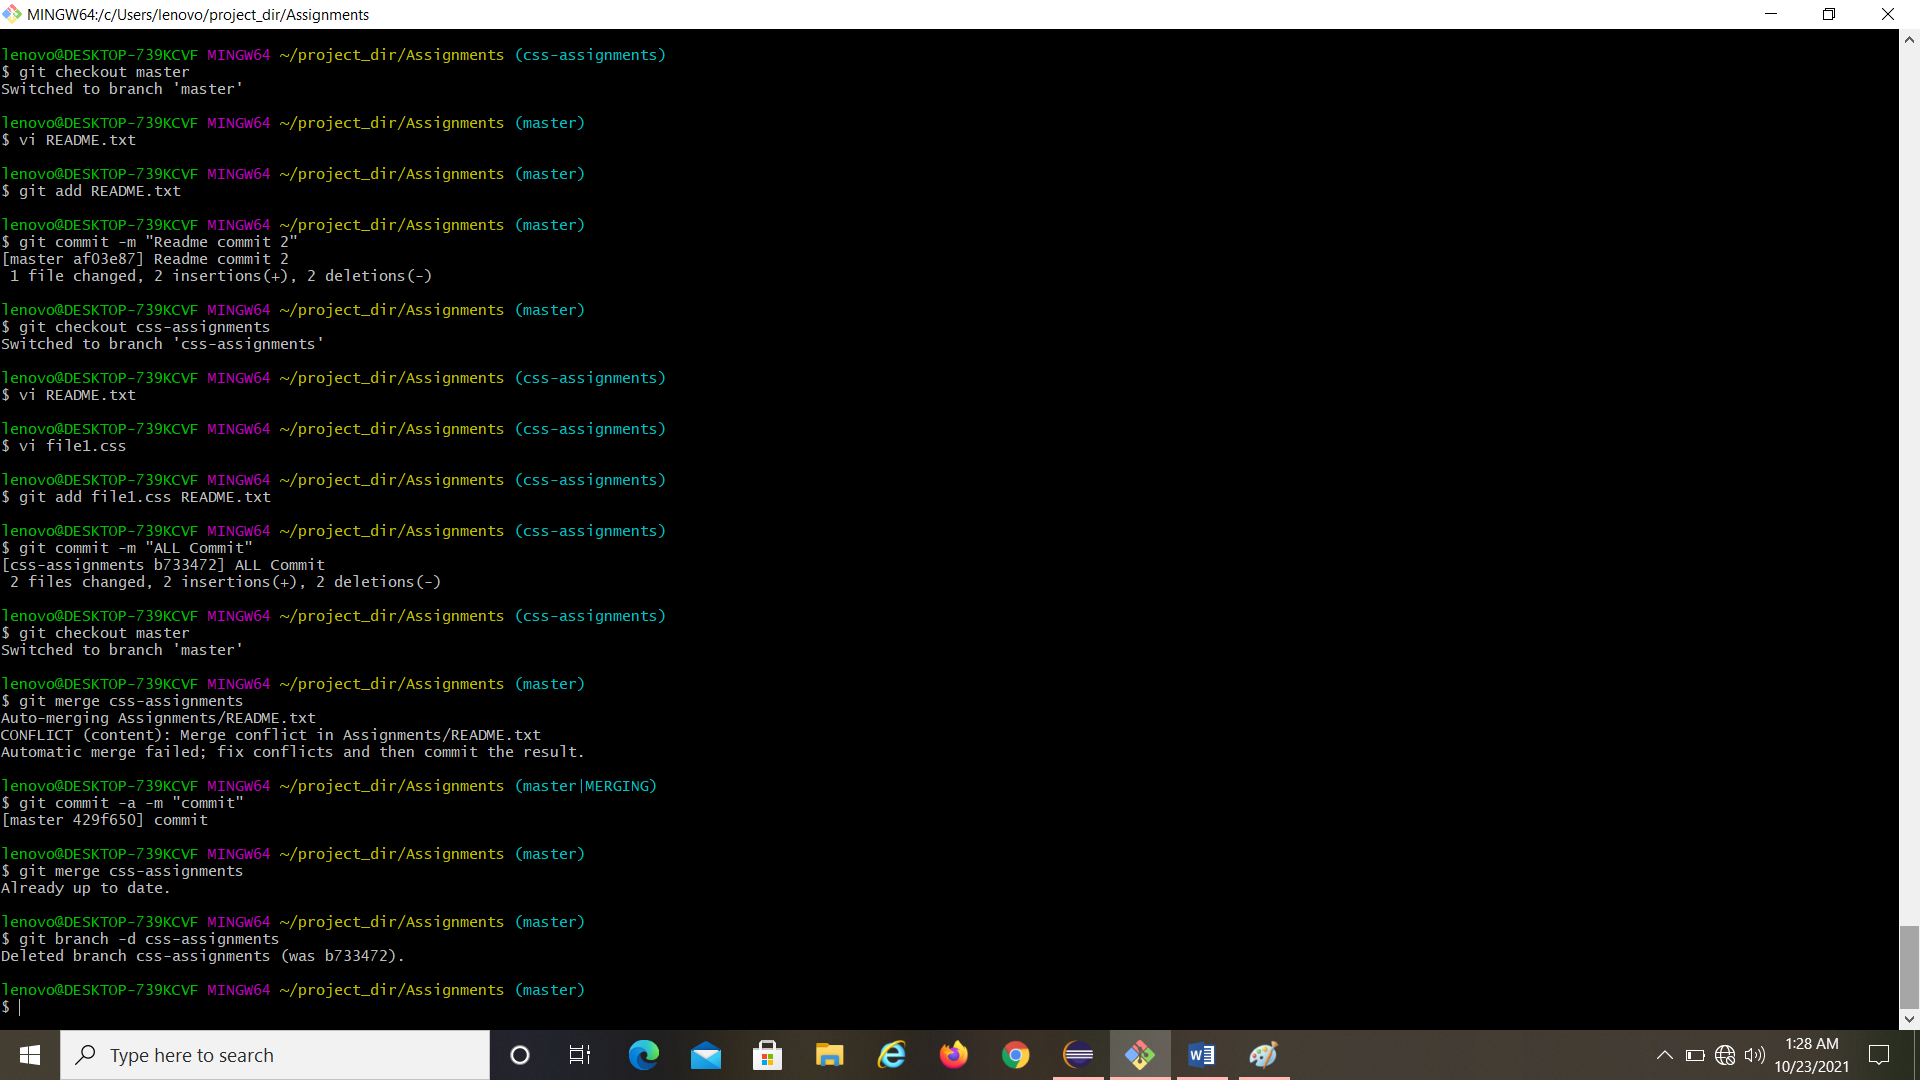 MINGW64:/c/Users/lenovo/project_dir/Assignments
lenovo@DESKTOP-739KCVF MINGW64 ~/project_dir/Assignments (css-assignments)
$ git checkout master
Switched to branch 'master'
lenovo@DESKTOP-739KCVF MINGW64 ~/project_dir/Assignments (master)
$ vi README.txt
lenovo@DESKTOP-739KCVF MINGW64 ~/project_dir/Assignments (master)
$ git add README.txt
lenovo@DESKTOP-739KCVF MINGW64 ~/project_dir/Assignments (master)
$ git commit -m "Readme commit 2"
[master af03e87] Readme commit 2
 1 file changed, 2 insertions(+), 2 deletions(-)
lenovo@DESKTOP-739KCVF MINGW64 ~/project_dir/Assignments (master)
$ git checkout css-assignments
Switched to branch 'css-assignments'
lenovo@DESKTOP-739KCVF MINGW64 ~/project_dir/Assignments (css-assignments)
$ vi README.txt
lenovo@DESKTOP-739KCVF MINGW64 ~/project_dir/Assignments (css-assignments)
$ vi file1.css
lenovo@DESKTOP-739KCVF MINGW64 ~/project_dir/Assignments (css-assignments)
$ git add file1.css README.txt
lenovo@DESKTOP-739KCVF MINGW64 ~/project_dir/Assignments (css-assignments)
$ git commit -m "ALL Commit"
[css-assignments b733472] ALL Commit
 2 files changed, 2 insertions(+), 2 deletions(-)
lenovo@DESKTOP-739KCVF MINGW64 ~/project_dir/Assignments (css-assignments)
$ git checkout master
Switched to branch 'master'
lenovo@DESKTOP-739KCVF MINGW64 ~/project_dir/Assignments (master)
$ git merge css-assignments
Auto-merging Assignments/README.txt
CONFLICT (content): Merge conflict in Assignments/README.txt
Automatic merge failed; fix conflicts and then commit the result.
lenovo@DESKTOP-739KCVF MINGW64 ~/project_dir/Assignments (master|MERGING)
$ git commit -a -m "commit"
[master 429f650] commit
lenovo@DESKTOP-739KCVF MINGW64 ~/project_dir/Assignments (master)
$ git merge css-assignments
Already up to date.
lenovo@DESKTOP-739KCVF MINGW64 ~/project_dir/Assignments (master)
$ git branch -d css-assignments
Deleted branch css-assignments (was b733472).
lenovo@DESKTOP-739KCVF MINGW64 ~/project_dir/Assignments (master)
$
Type here to search
1:28 AM
10/23/2021